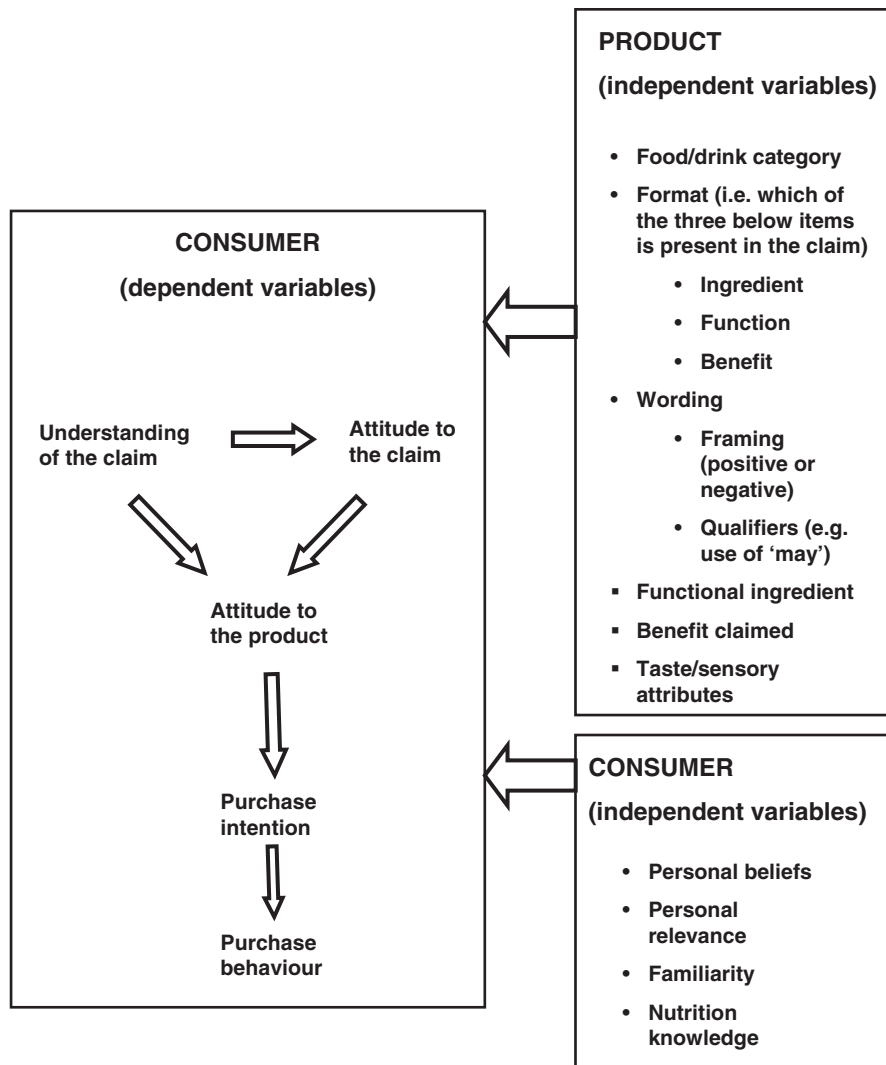 CONSUMER
(dependent variables)
Understanding
of the claim
Attitude to
the claim
Attitude to
the product
Purchase
intention
Purchase
behaviour
PRODUCT
(independent variables)
• Food/drink category
• Format (i.e. which of
the three below items
is present in the claim)
• Ingredient
• Function
• Benefit
• Wording
• Framing
(positive or
negative)
• Qualifiers (e.g.
use of ‘may’)
▪ Functional ingredient
▪ Benefit claimed
▪ Taste/sensory
attributes
CONSUMER
(independent variables)
• Personal beliefs
• Personal
relevance
• Familiarity
• Nutrition
knowledge